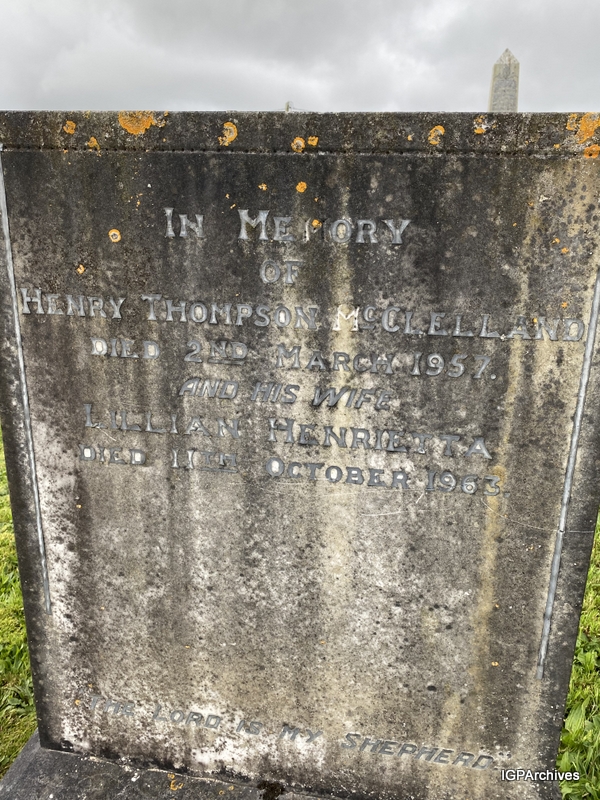 IN MEMORY
OF
HENRY THOMPSON MCCLELLAND
DIED 2ND MARCH 1957.
AND HIS WIFE
LILLIAN HENRIETTA
DIED 11TH OCTOBER 1963.
"THE LORD IS MY SHEPHERD"
IGPArchives